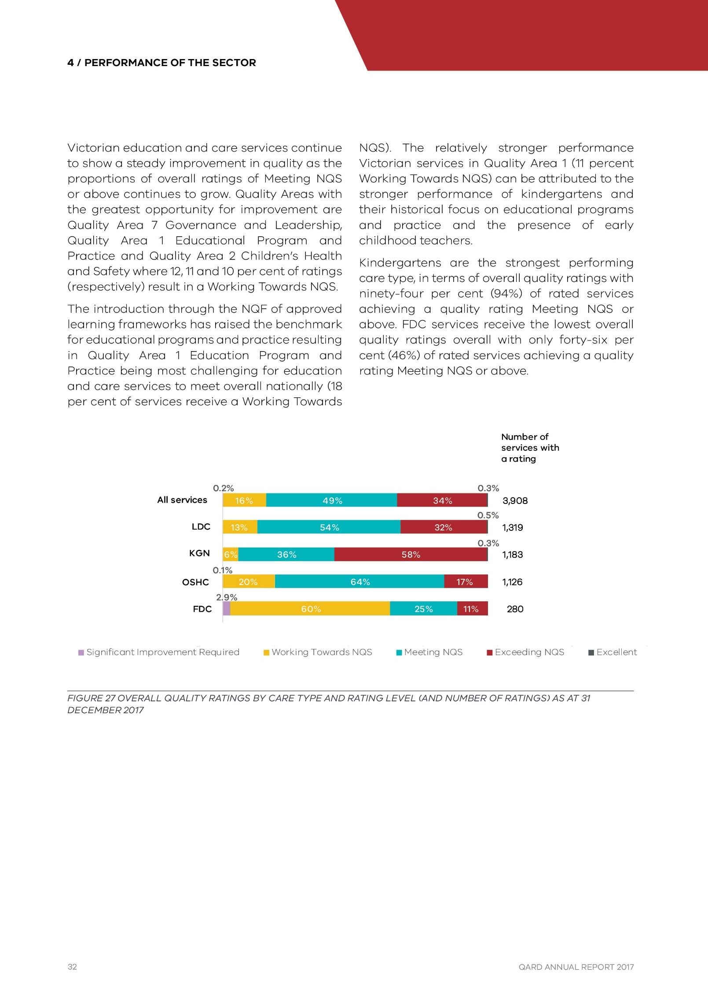 4 / PERFORMANCE OF THE SECTOR
Victorian education and care services continue
to show a steady improvement in quality as the
proportions of overall ratings of Meeting NQS
or above continues to grow. Quality Areas with
the greatest opportunity for improvement are
Quality Area 7 Governance and Leadership,
Quality Area 1 Educational Program and
Practice and Quality Area 2 Children's Health
and Safety where 12, 11 and 10 per cent of ratings
(respectively) result in a Working Towards NQS.
The introduction through the NQF of approved
learning frameworks has raised the benchmark
for educational programs and practice resulting
in Quality Area 1 Education Program and
Practice being most challenging for education
and care services to meet overall nationally (18
per cent of services receive a Working Towards
NQS). The relatively stronger performance
Victorian services in Quality Area 1 (11 percent
Working Towards NQS) can be attributed to the
stronger performance of kindergartens and
their historical focus on educational programs
and practice and the presence of early
childhood teachers.
Kindergartens are the strongest performing
care type, in terms of overall quality ratings with
ninety-four per cent (94%) of rated services
achieving a quality rating Meeting NQS or
above. FDC services receive the lowest overall
quality ratings overall with only forty-six per
cent (46%) of rated services achieving a quality
rating Meeting NQS or above.
Number of
services with
a rating
0.2% 0.3%
All services 16% 49% 34% 3,908
0.5%
LDC 13% 54% 32% 1,319
0.3%
KGN 6% 36% 58% 1,183
0.1%
OSHC 20% 64% 17% 1,126
2.9%
FDC 60% 25% 11% 280
Significant Improvement Required Working Towards NQS Meeting NQS Exceeding NQS Excellent
FIGURE 27 OVERALL QUALITY RATINGS BY CARE TYPE AND RATING LEVEL (AND NUMBER OF RATINGS) AS AT 31
DECEMBER 2017
32 QARD ANNUAL REPORT 2017